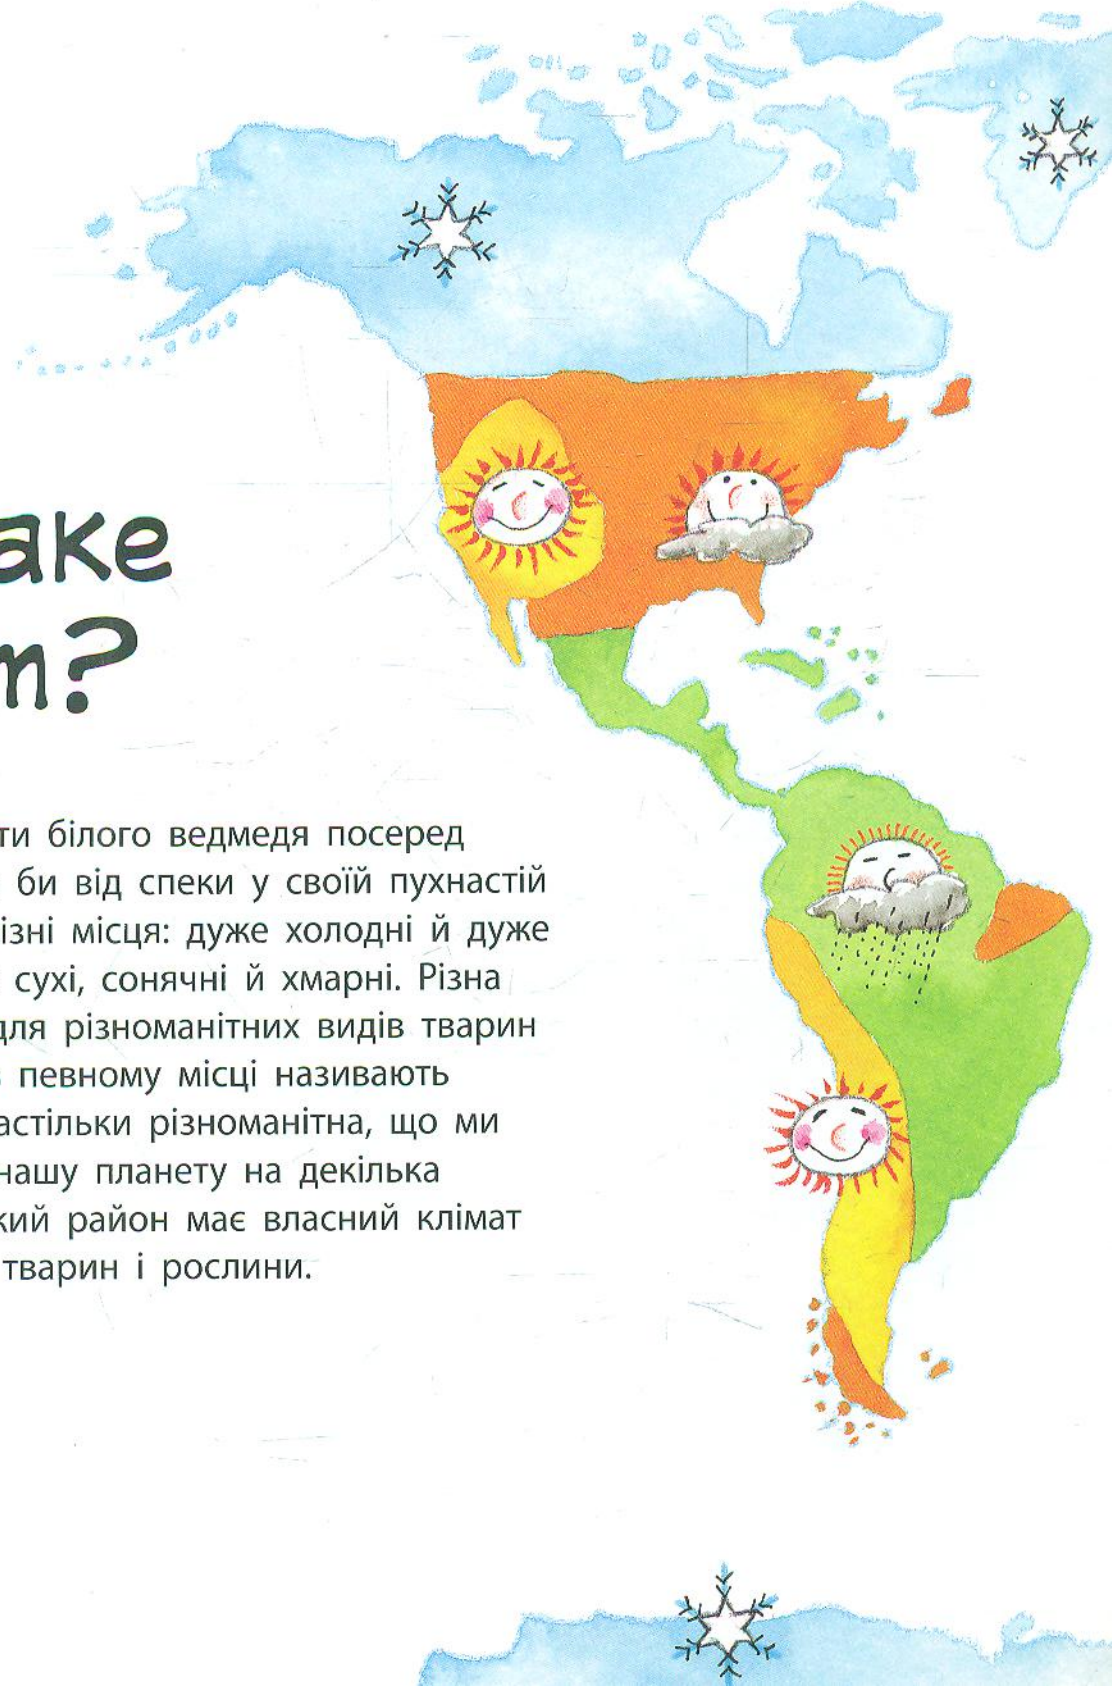 аке
т?
ти білого ведмедя посеред
би від спеки у своїй пухнастій
ізні місця: дуже холодні й дуже
сухі, сонячні й хмарні. Різна
для різноманітних видів тварин
в певному місці називають
астільки різноманітна, що ми
нашу планету на декілька
кий район має власний клімат
тварин і рослини.